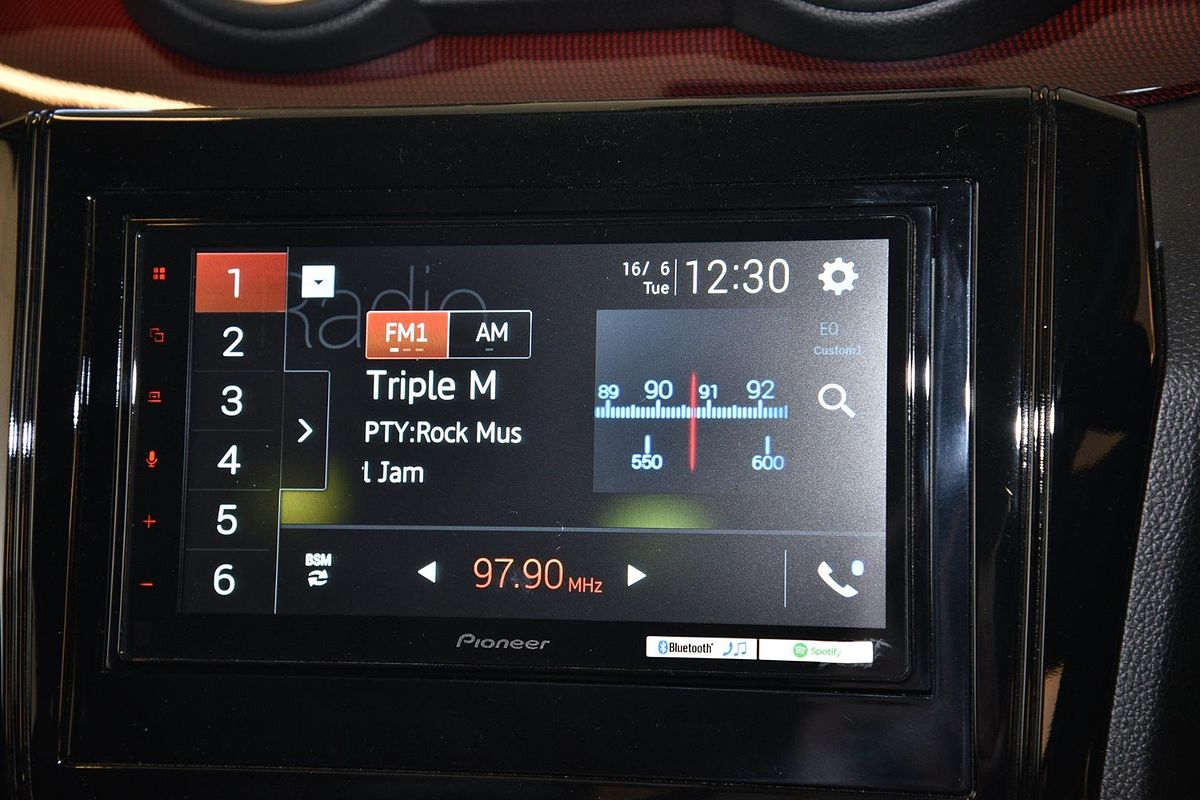 1
2
3
4
5
6
Radio
16/ 6
Tue
12:30
FM1
AM
Triple M
PTY:Rock Mus
l Jam
EQ
Custom1
89 90 91 92
550 600
BSM
97.90 MHz
Pioneer
Bluetooth
Spotify